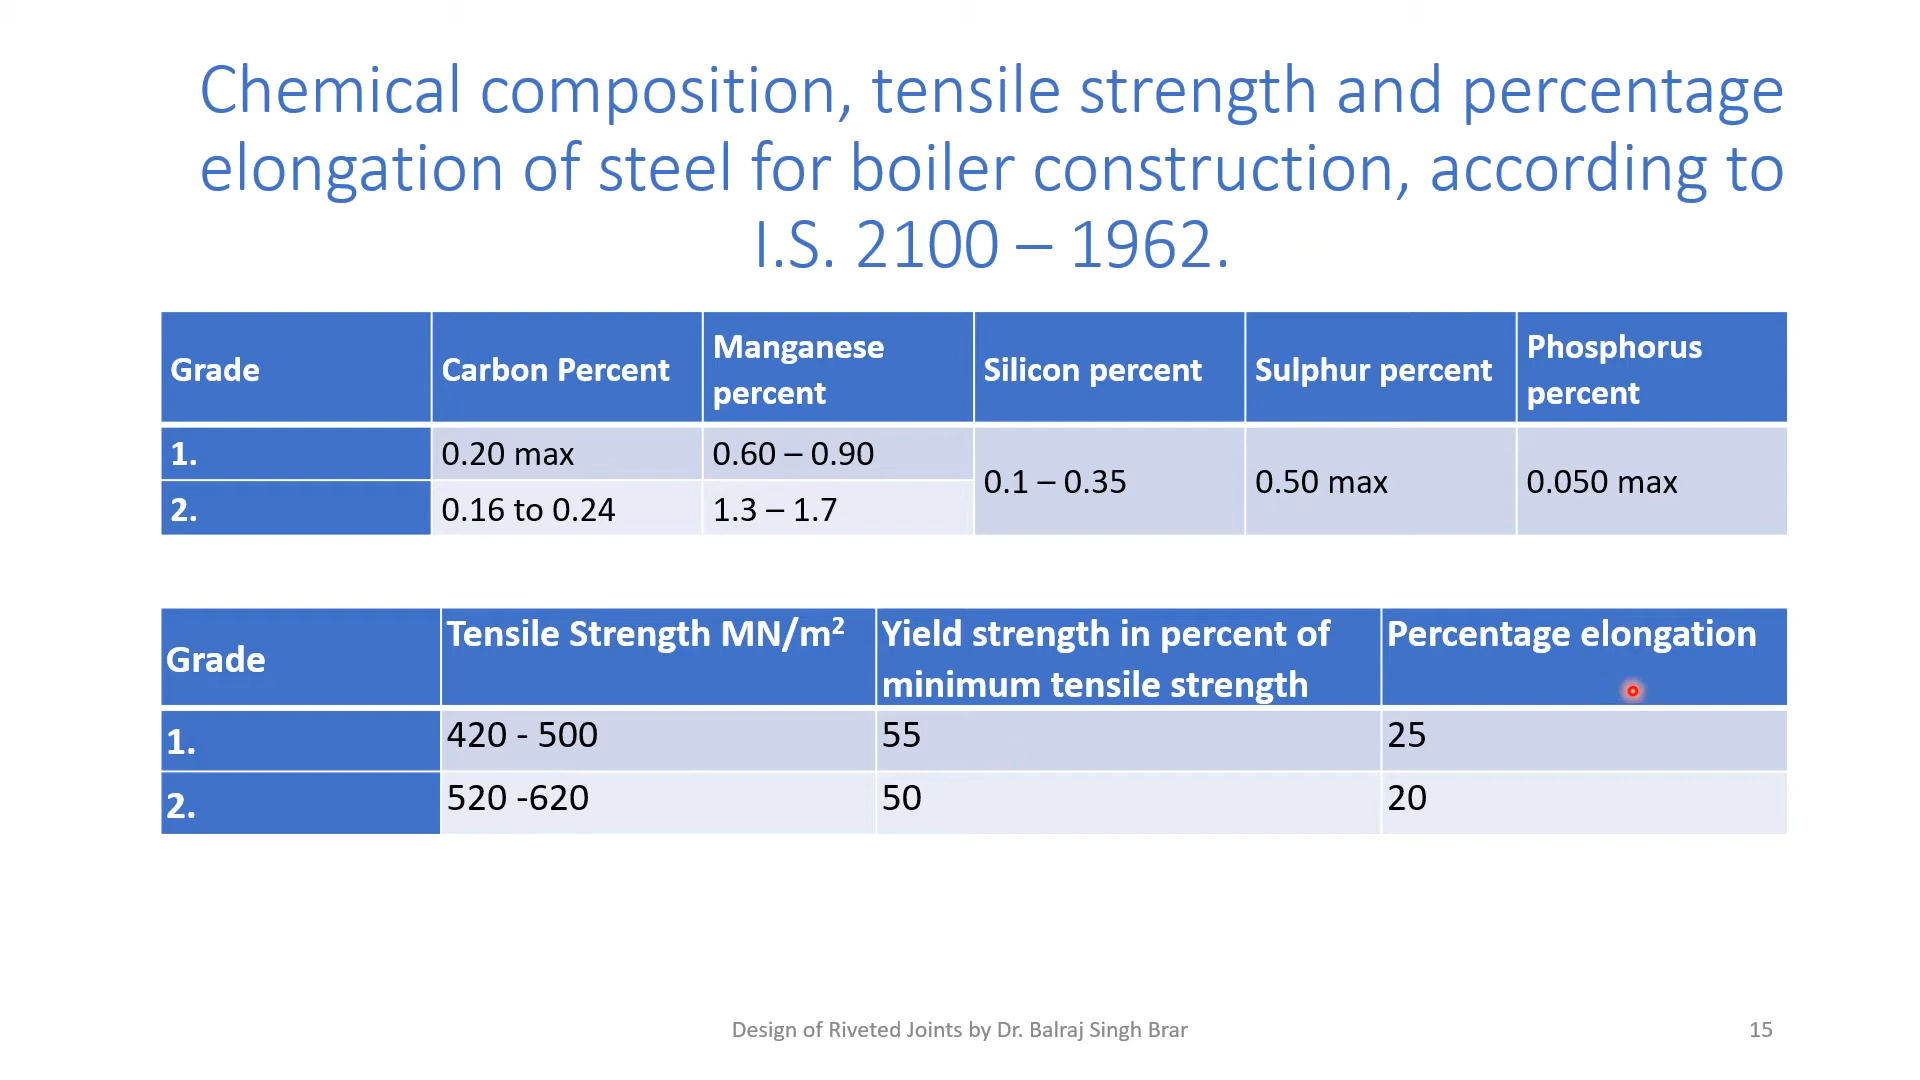 Chemical composition, tensile strength and percentage
elongation of steel for boiler construction, according to
I.S. 2100 – 1962.
Grade Carbon Percent Manganese percent Silicon percent Sulphur percent Phosphorus percent
1. 0.20 max 0.60 – 0.90 0.1 – 0.35 0.50 max 0.050 max
2. 0.16 to 0.24 1.3 – 1.7
Grade Tensile Strength MN/m² Yield strength in percent of minimum tensile strength Percentage elongation
1. 420 - 500 55 25
2. 520 -620 50 20
Design of Riveted Joints by Dr. Balraj Singh Brar 15